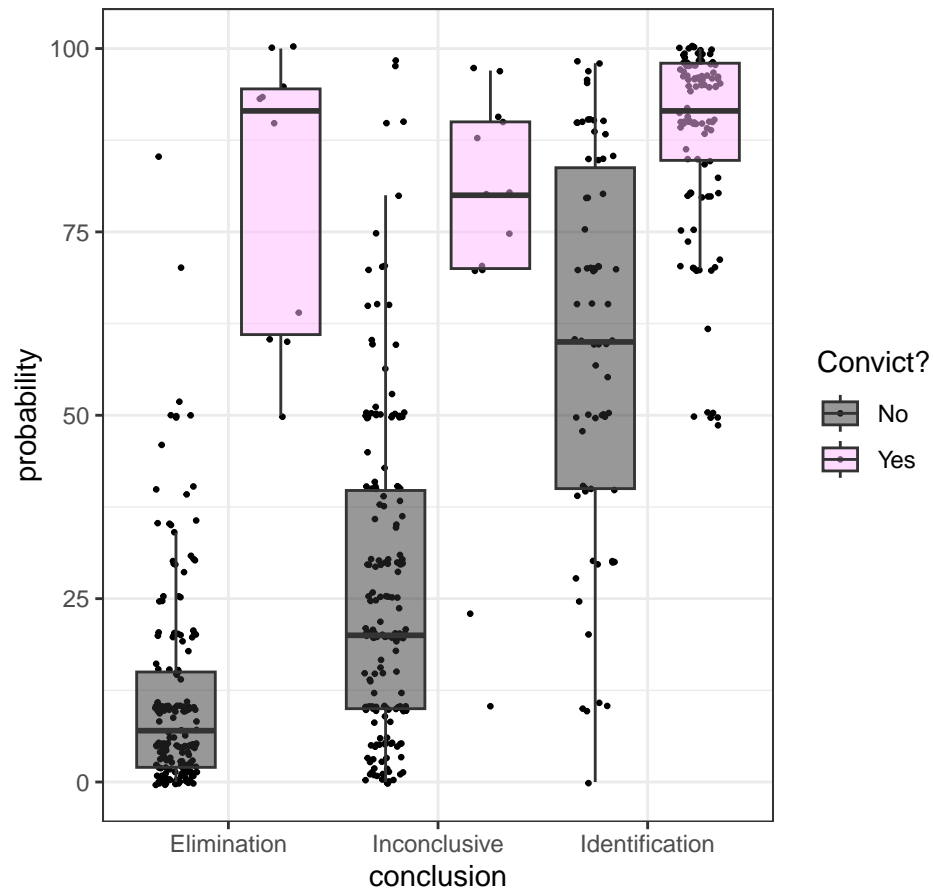 100
75
50
25
0
probability
Elimination
Inconclusive
Identification
conclusion
Convict?
No
Yes